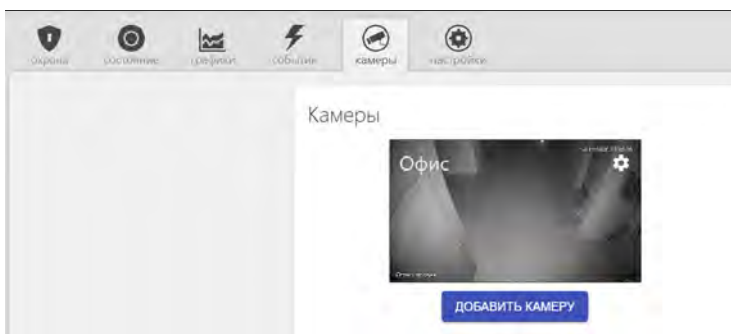 охрана состояние графики события камеры настройки
Камеры
Офис
ДОБАВИТЬ КАМЕРУ